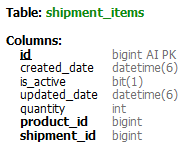 Table: shipment_items
Columns:
id bigint AI PK
created_date datetime(6)
is_active bit(1)
updated_date datetime(6)
quantity int
product_id bigint
shipment_id bigint